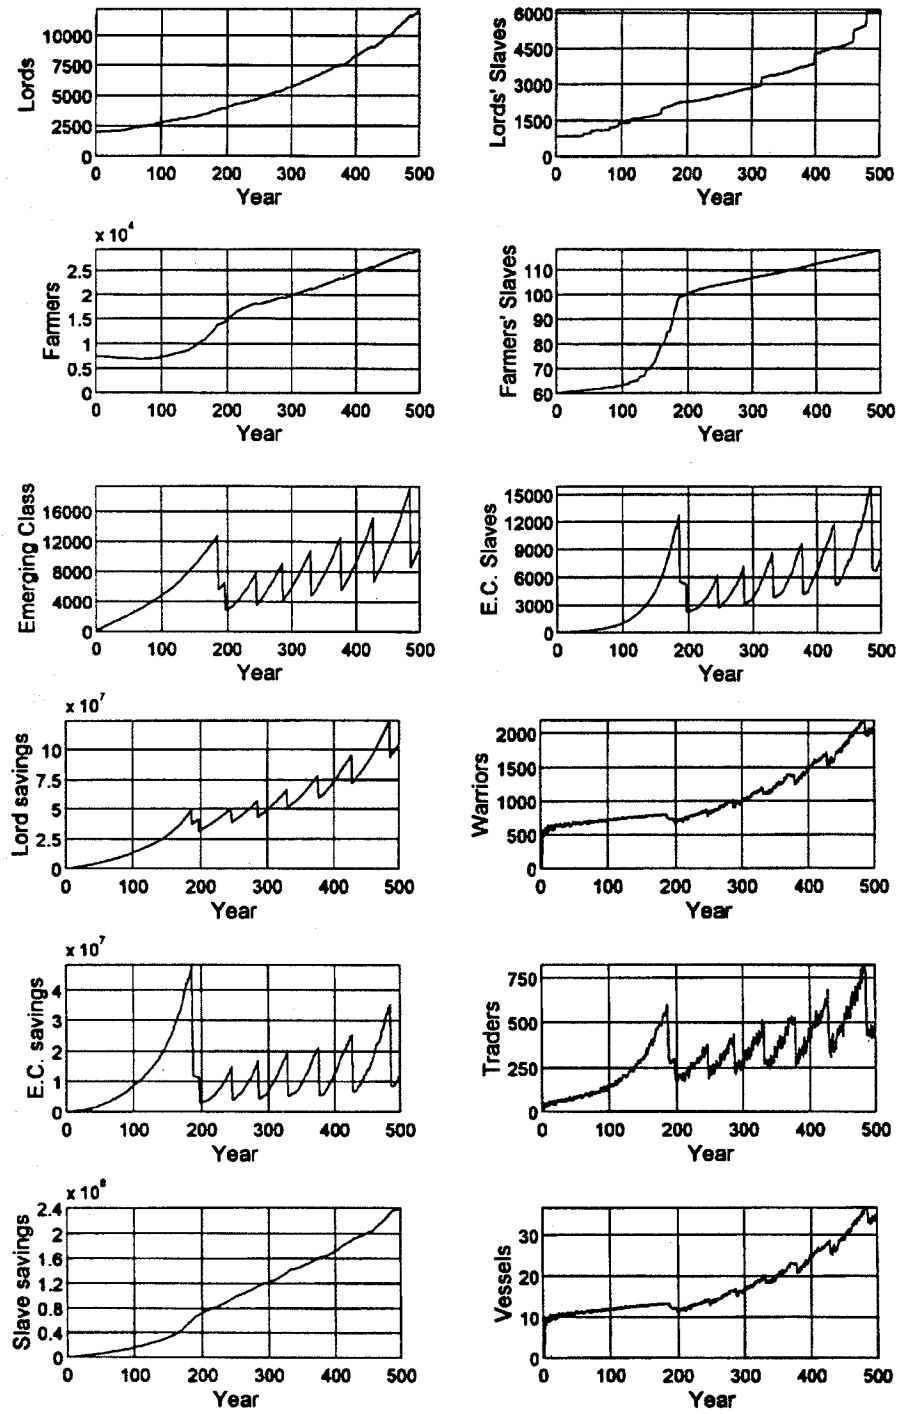 Lords
10000
7500
5000
2500
0
0 100 200 300 400 500
Year
Lords' Slaves
6000
4500
3000
1500
0
0 100 200 300 400 500
Year
x 10^4
Farmers
2.5
2
1.5
1
0.5
0
0 100 200 300 400 500
Year
Farmers' Slaves
110
100
90
80
70
60
0 100 200 300 400 500
Year
Emerging Class
16000
12000
8000
4000
0
0 100 200 300 400 500
Year
E.C. Slaves
15000
12000
9000
6000
3000
0
0 100 200 300 400 500
Year
x 10^7
Lord savings
10
7.5
5
2.5
0
0 100 200 300 400 500
Year
Warriors
2000
1500
1000
500
0
0 100 200 300 400 500
Year
x 10^7
E.C. savings
4
3
2
1
0
0 100 200 300 400 500
Year
Traders
750
500
250
0
0 100 200 300 400 500
Year
Slave savings
2.4
2
1.6
1.2
0.8
0.4
0
0 100 200 300 400 500
Year
Vessels
30
20
10
0
0 100 200 300 400 500
Year